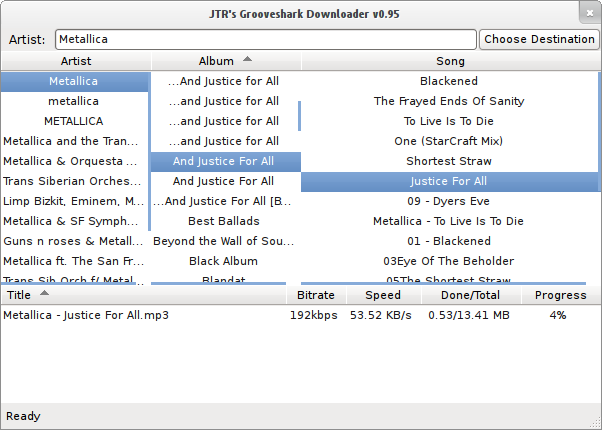 JTR's Grooveshark Downloader v0.95
Artist: Metallica Choose Destination
Artist Album Song
Metallica ...And Justice for All Blackened
metallica ...and justice for All The Frayed Ends Of Sanity
METALLICA ...and justice for All To Live Is To Die
Metallica and the Tran... ...and justice for All One (StarCraft Mix)
Metallica & Orquesta ... And Justice For All Shortest Straw
Trans Siberian Orches... And Justice For All Justice For All
Limp Bizkit, Eminem, M... ...And Justice For All [B... 09 - Dyers Eve
Metallica & SF Symph... Best Ballads Metallica - To Live Is To Die
Guns n roses & Metall... Beyond the Wall of Sou... 01 - Blackened
Metallica ft. The San Fr... Black Album 03Eye Of The Beholder
Trans Sib Orch f/ Metal... Blandat 05The Shortest Straw
Title Bitrate Speed Done/Total Progress
Metallica - Justice For All.mp3 192kbps 53.52 KB/s 0.53/13.41 MB 4%
Ready